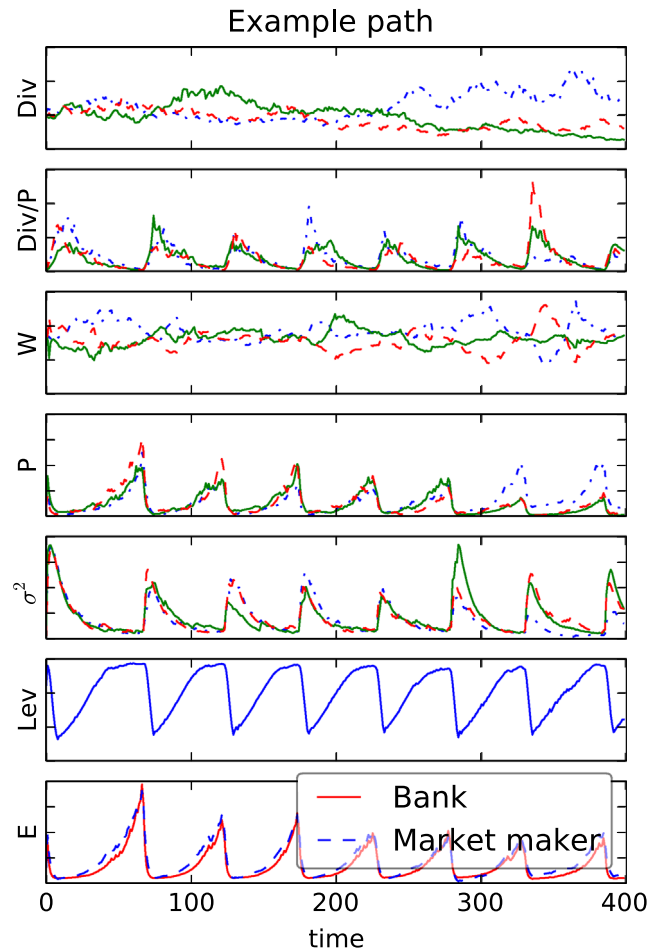 Example path
Div
Div/P
W
P
σ²
Lev
E
Bank
Market maker
0 100 200 300 400
time